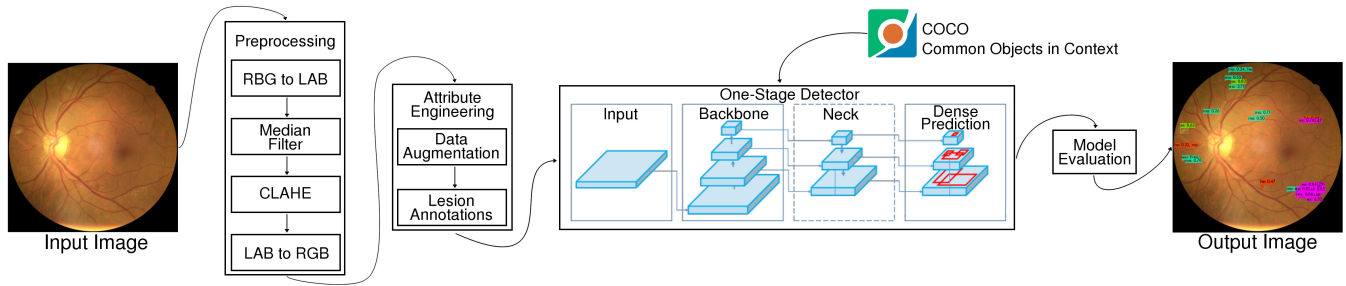 Input Image
Preprocessing
RBG to LAB
Median
Filter
CLAHE
LAB to RGB
Attribute
Engineering
Data
Augmentation
Lesion
Annotations
COCO
Common Objects in Context
One-Stage Detector
Input
Backbone
Neck
Dense
Prediction
Model
Evaluation
Output Image